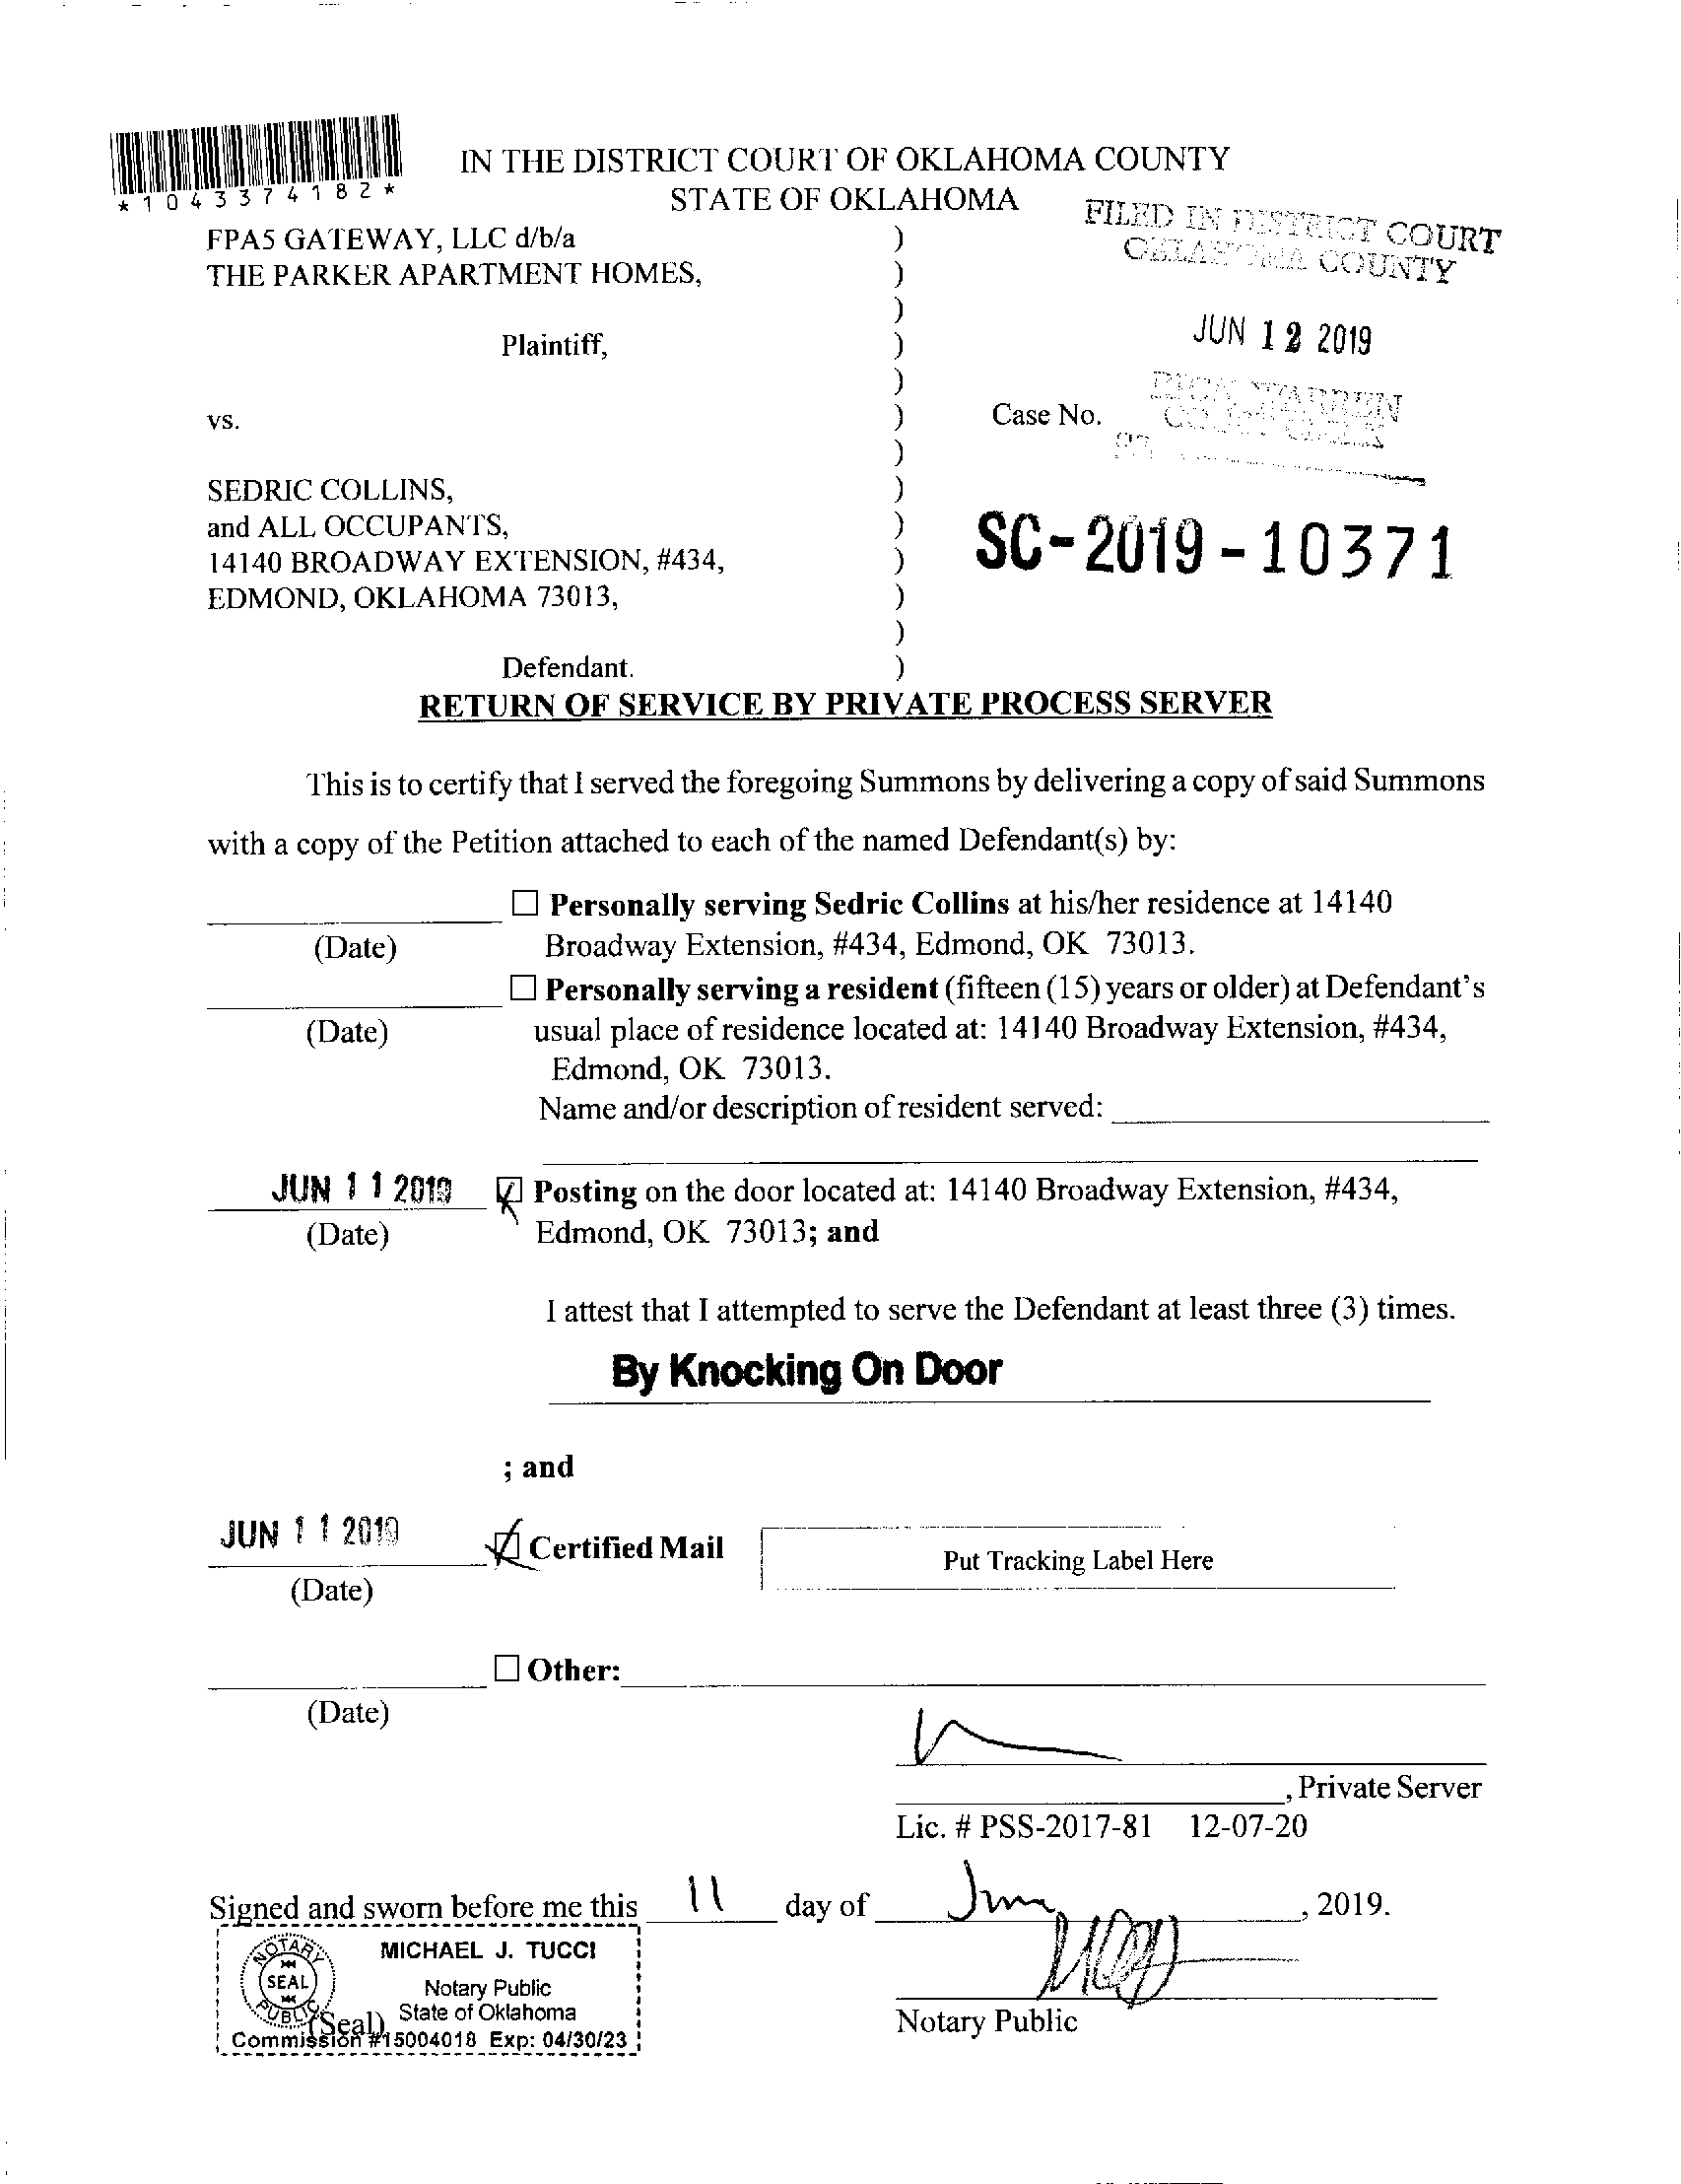 *1043374182*
IN THE DISTRICT COURT OF OKLAHOMA COUNTY
STATE OF OKLAHOMA
FILED IN DISTRICT COURT
OKLAHOMA COUNTY
FPA5 GATEWAY, LLC d/b/a )
THE PARKER APARTMENT HOMES, )
)
Plaintiff, )
JUN 12 2019
)
RICK WARREN
COURT CLERK
vs. ) Case No.
)
SEDRIC COLLINS, )
and ALL OCCUPANTS, )
14140 BROADWAY EXTENSION, #434, )
SC-2019-10371
EDMOND, OKLAHOMA 73013, )
)
Defendant. )
RETURN OF SERVICE BY PRIVATE PROCESS SERVER
This is to certify that I served the foregoing Summons by delivering a copy of said Summons
with a copy of the Petition attached to each of the named Defendant(s) by:
☐ Personally serving Sedric Collins at his/her residence at 14140
(Date) Broadway Extension, #434, Edmond, OK 73013.
☐ Personally serving a resident (fifteen (15) years or older) at Defendant's
(Date) usual place of residence located at: 14140 Broadway Extension, #434,
Edmond, OK 73013.
Name and/or description of resident served:
JUN 11 2019 ☑ Posting on the door located at: 14140 Broadway Extension, #434,
(Date) Edmond, OK 73013; and
I attest that I attempted to serve the Defendant at least three (3) times.
By Knocking On Door
; and
JUN 11 2019 ☑ Certified Mail Put Tracking Label Here
(Date)
☐ Other:
(Date)
, Private Server
Lic. # PSS-2017-81 12-07-20
Signed and sworn before me this 11 day of June, 2019.
NOTARY
SEAL
PUBLIC
MICHAEL J. TUCCI
Notary Public
State of Oklahoma
(Seal)
Commission #15004018 Exp: 04/30/23
Notary Public